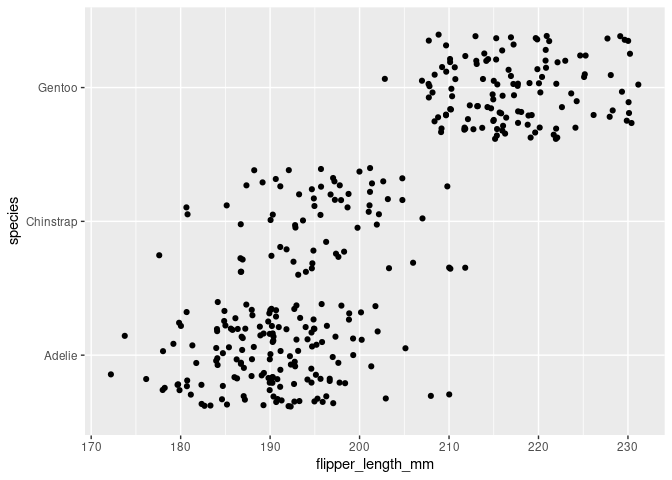 Gentoo
Chinstrap
Adelie
species
170 180 190 200 210 220 230
flipper_length_mm